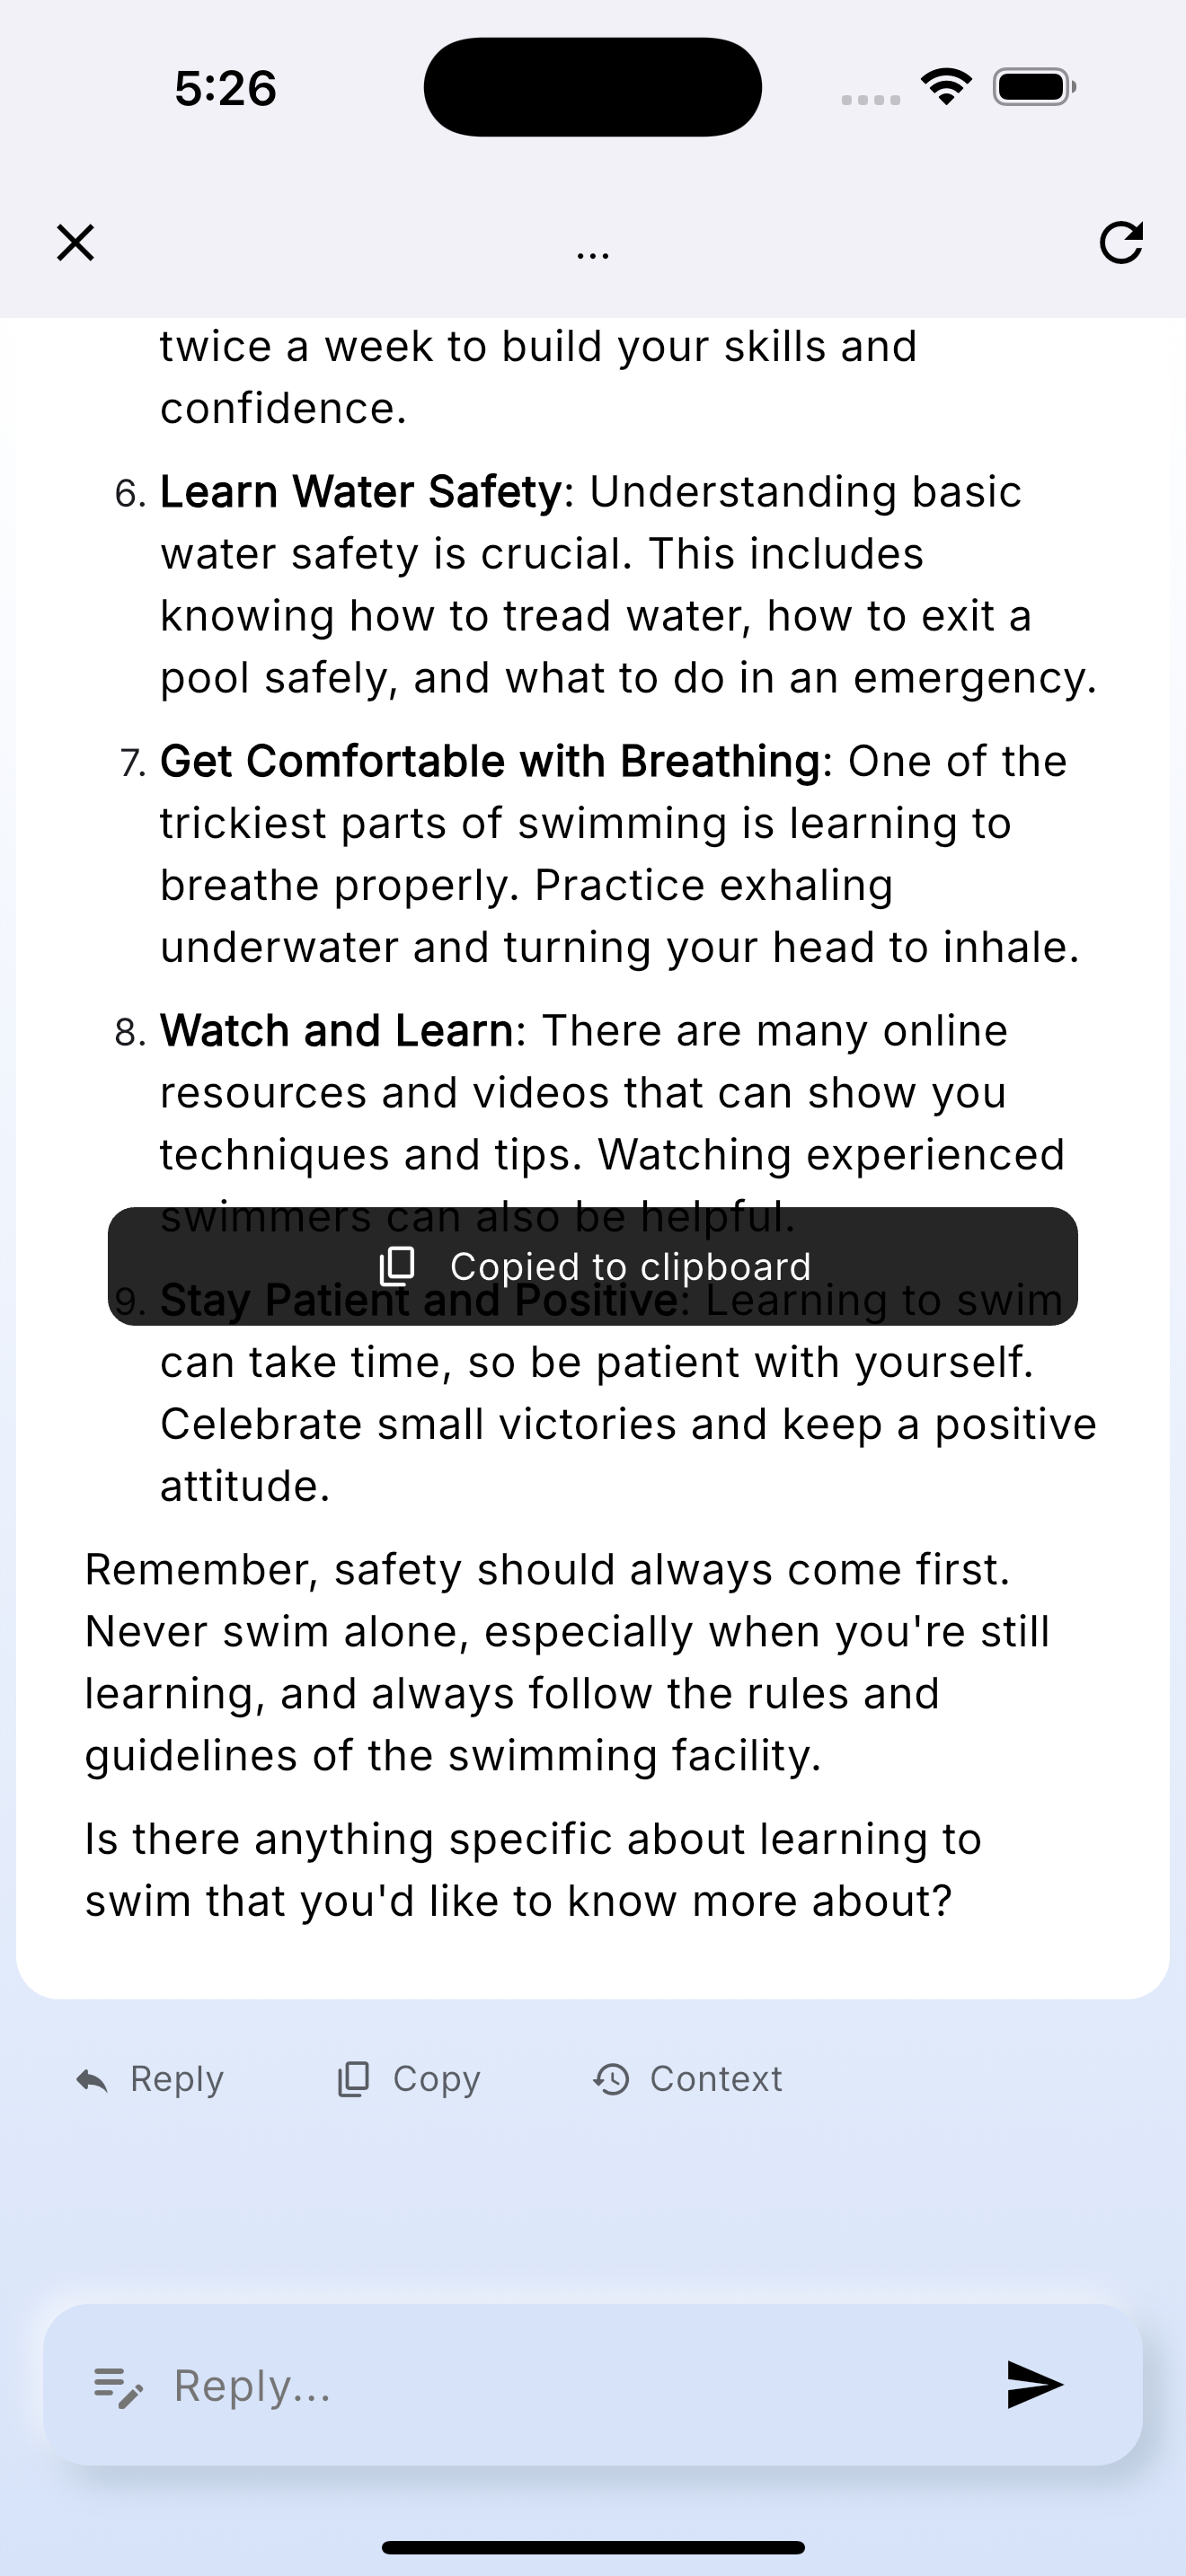 5:26
...
twice a week to build your skills and
confidence.
6. Learn Water Safety: Understanding basic
water safety is crucial. This includes
knowing how to tread water, how to exit a
pool safely, and what to do in an emergency.
7. Get Comfortable with Breathing: One of the
trickiest parts of swimming is learning to
breathe properly. Practice exhaling
underwater and turning your head to inhale.
8. Watch and Learn: There are many online
resources and videos that can show you
techniques and tips. Watching experienced
swimmers can also be helpful.
Copied to clipboard
9. Stay Patient and Positive: Learning to swim
can take time, so be patient with yourself.
Celebrate small victories and keep a positive
attitude.
Remember, safety should always come first.
Never swim alone, especially when you're still
learning, and always follow the rules and
guidelines of the swimming facility.
Is there anything specific about learning to
swim that you'd like to know more about?
Reply Copy Context
Reply...